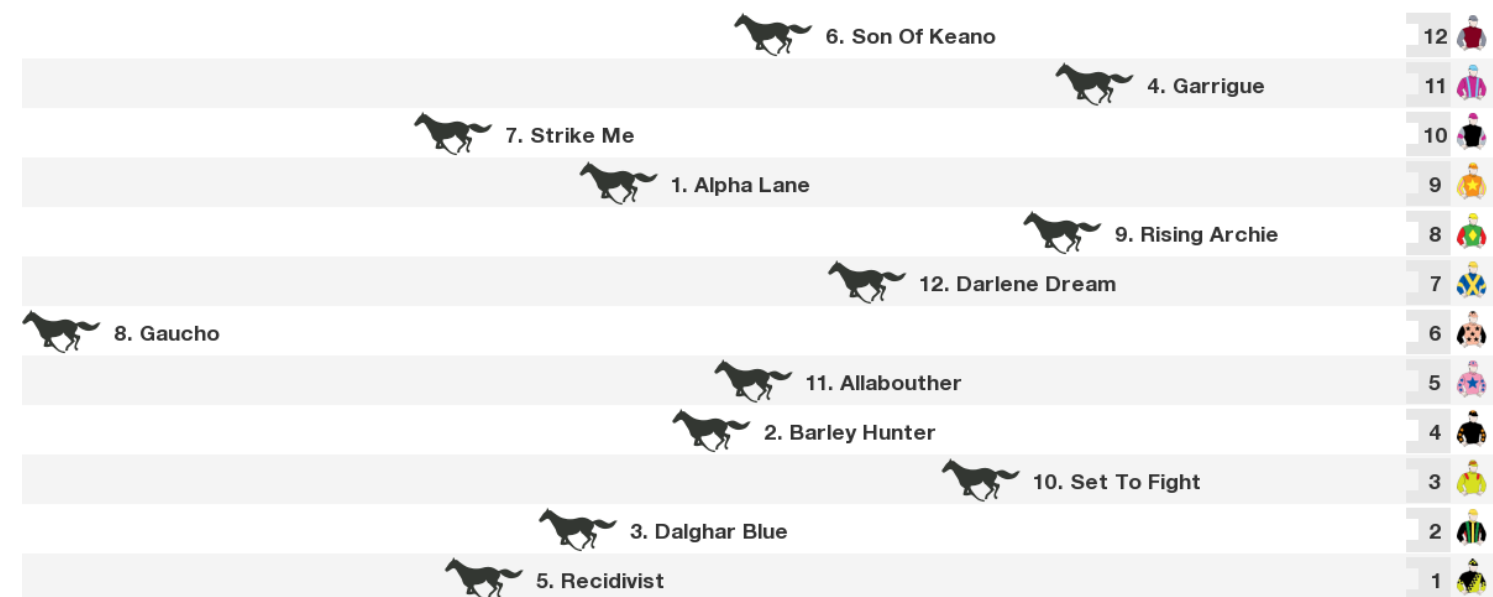 6. Son Of Keano 12
4. Garrigue 11
7. Strike Me 10
1. Alpha Lane 9
9. Rising Archie 8
12. Darlene Dream 7
8. Gaucho 6
11. Allabouther 5
2. Barley Hunter 4
10. Set To Fight 3
3. Dalghar Blue 2
5. Recidivist 1